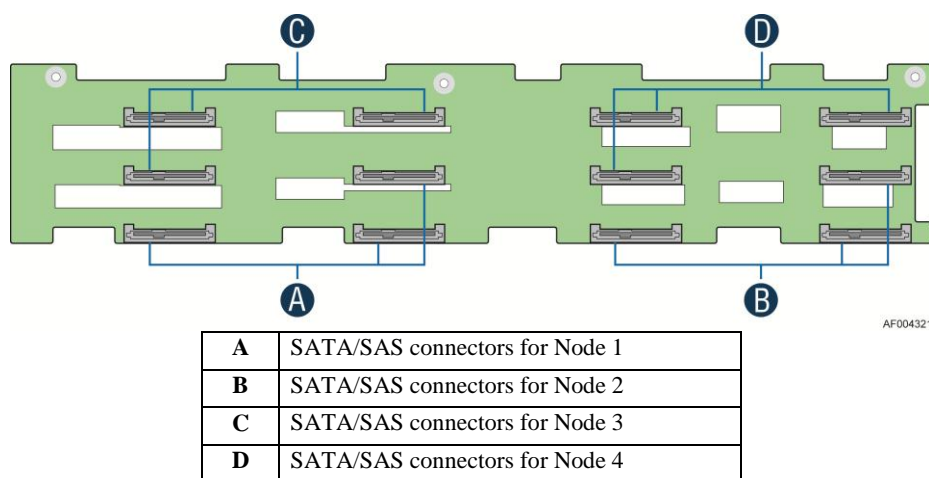 C D
A B
AF004321
A SATA/SAS connectors for Node 1
B SATA/SAS connectors for Node 2
C SATA/SAS connectors for Node 3
D SATA/SAS connectors for Node 4